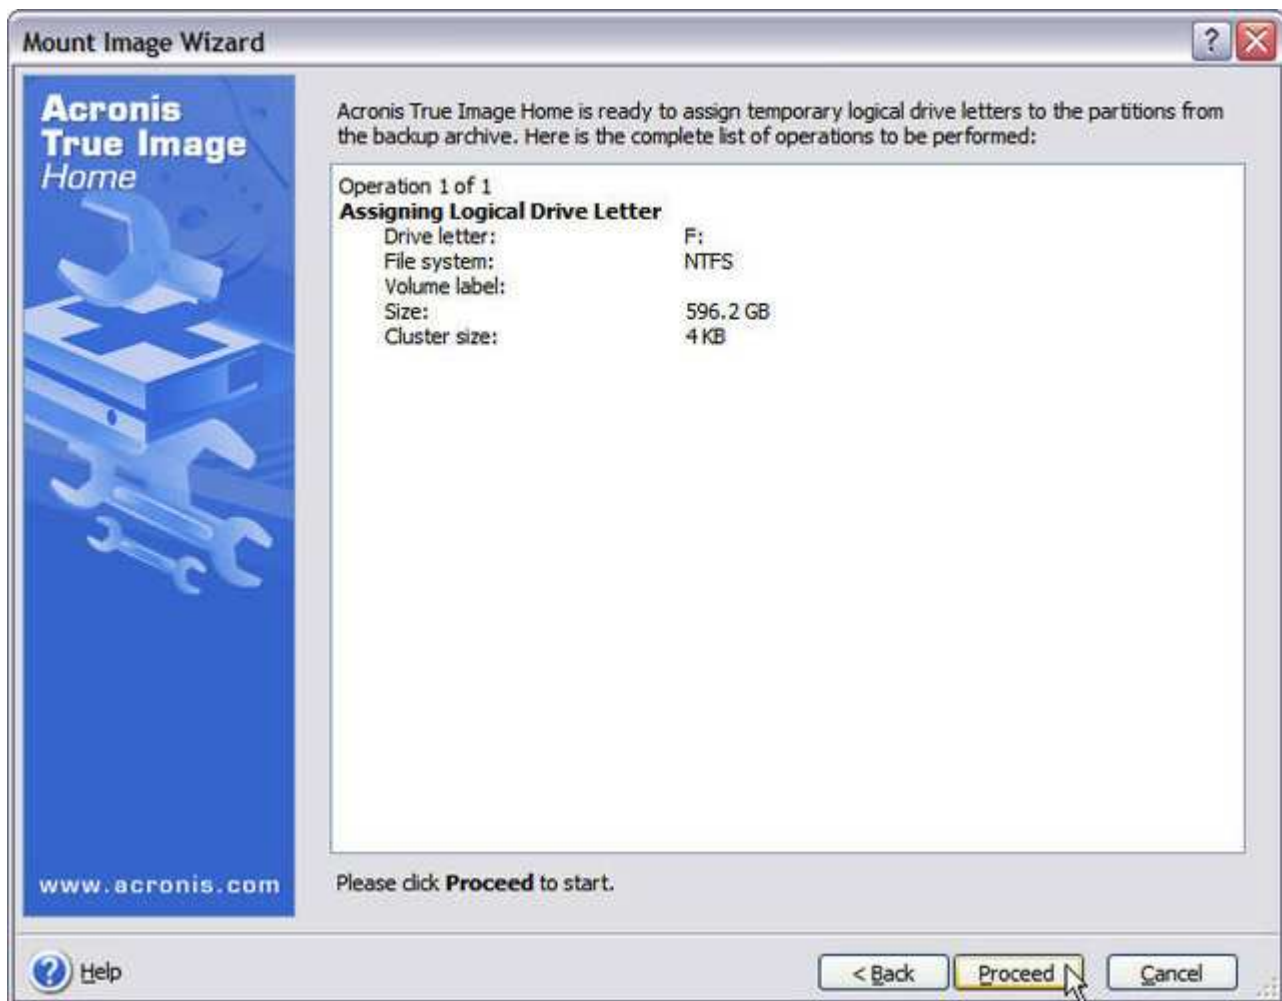 Mount Image Wizard
?
Acronis
True Image
Home
Acronis True Image Home is ready to assign temporary logical drive letters to the partitions from
the backup archive. Here is the complete list of operations to be performed:
Operation 1 of 1
Assigning Logical Drive Letter
Drive letter: F:
File system: NTFS
Volume label:
Size: 596.2 GB
Cluster size: 4 KB
www.acronis.com
Please click Proceed to start.
? Help
< Back
Proceed
Cancel